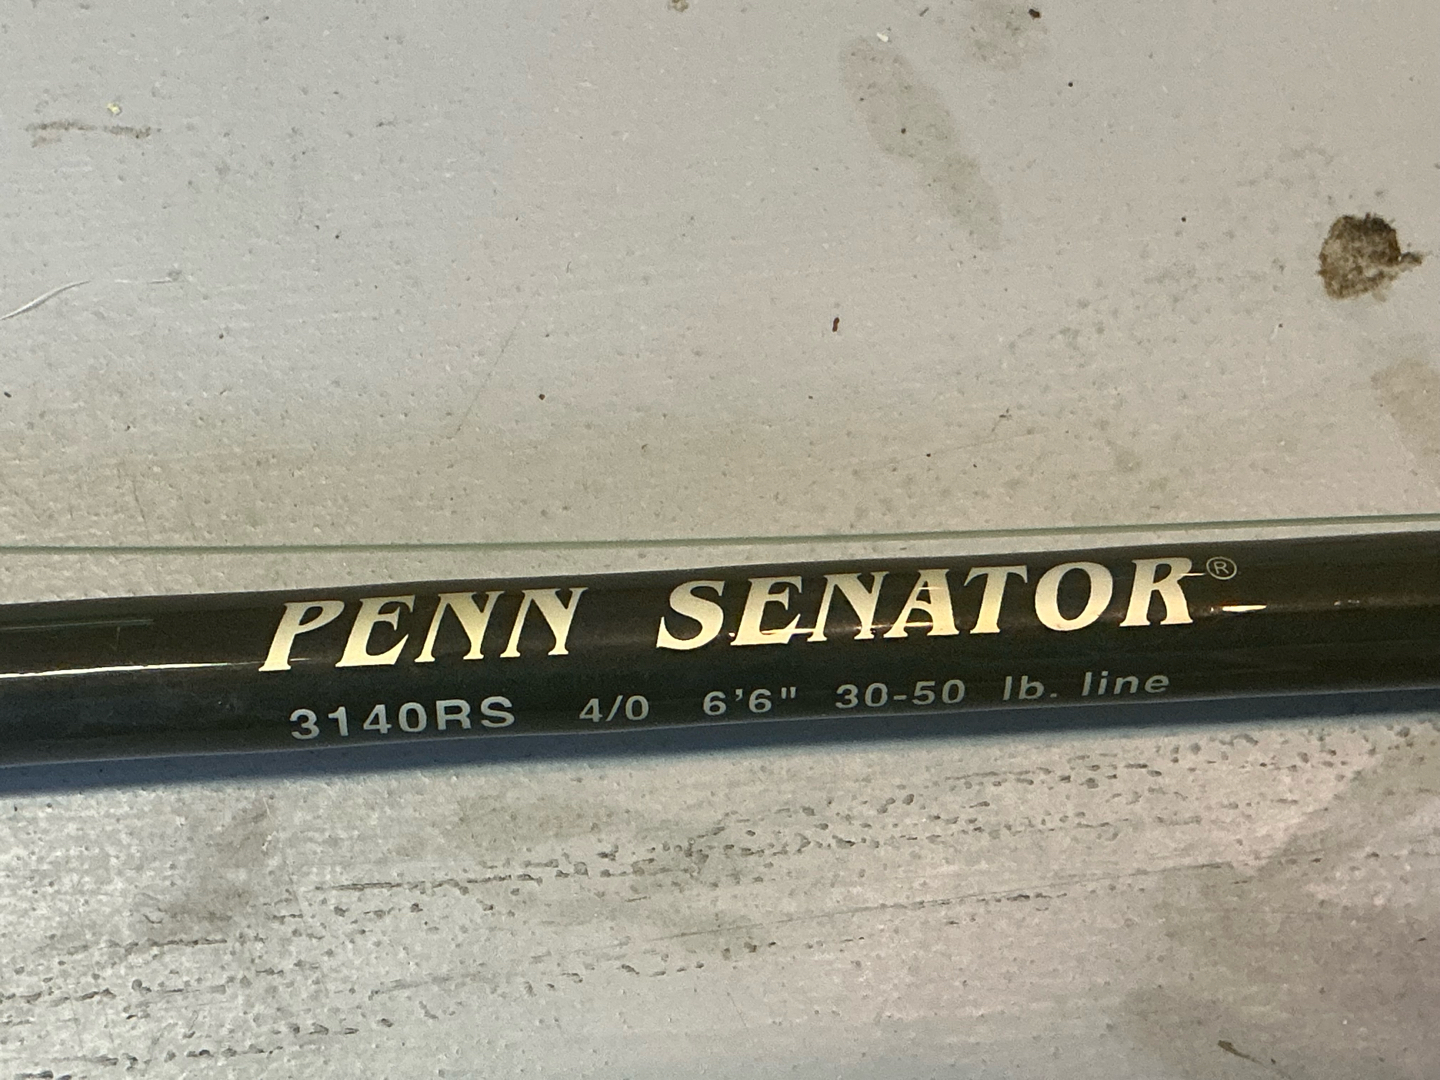 PENN SENATOR®
3140RS 4/0 6'6" 30-50 lb. line